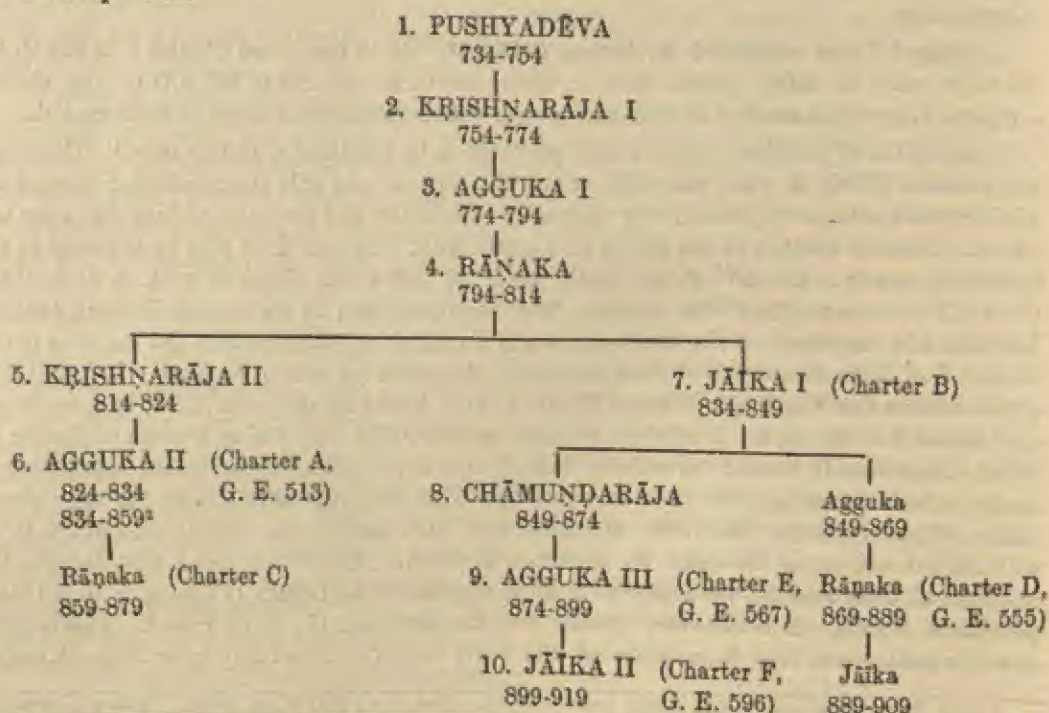 1. PUSHYADĒVA
734-754
2. KṚISHṆARĀJA I
754-774
3. AGGUKA I
774-794
4. RĀṆAKA
794-814
5. KṚISHṆARĀJA II
814-824
7. JĀIKA I (Charter B)
834-849
6. AGGUKA II (Charter A,
824-834 G. E. 513)
834-859²
8. CHĀMUṆḌARĀJA
849-874
Agguka
849-869
Rāṇaka (Charter C)
859-879
9. AGGUKA III (Charter E,
874-899 G. E. 567)
Rāṇaka (Charter D,
869-889 G. E. 555)
10. JĀIKA II (Charter F,
899-919 G. E. 596)
Jāika
889-909